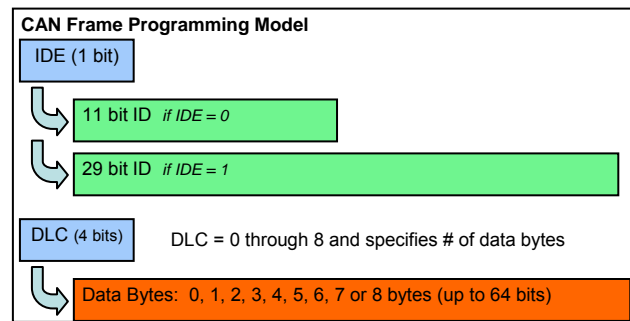 CAN Frame Programming Model
IDE (1 bit)
11 bit ID if IDE = 0
29 bit ID if IDE = 1
DLC (4 bits)
DLC = 0 through 8 and specifies # of data bytes
Data Bytes: 0, 1, 2, 3, 4, 5, 6, 7 or 8 bytes (up to 64 bits)